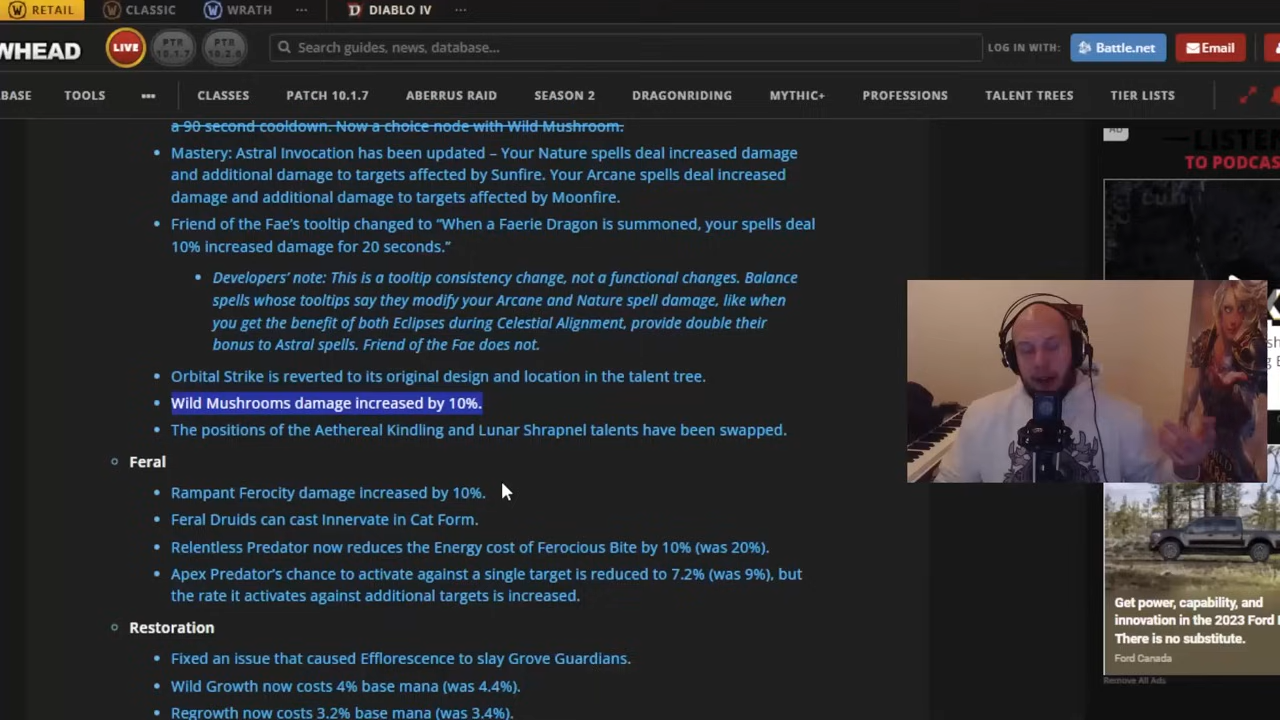 RETAIL CLASSIC WRATH ... DIABLO IV ...
WHEAD LIVE PTR 10.1.7 PTR Search guides, news, database... LOG IN WITH: Battle.net Email
BASE TOOLS ... CLASSES PATCH 10.1.7 ABERRUS RAID SEASON 2 DRAGONRIDING MYTHIC+ PROFESSIONS TALENT TREES TIER LISTS
a 90 second cooldown. Now a choice node with Wild Mushroom.
AD
LISTEN
TO PODCAS
• Mastery: Astral Invocation has been updated – Your Nature spells deal increased damage
and additional damage to targets affected by Sunfire. Your Arcane spells deal increased
damage and additional damage to targets affected by Moonfire.
• Friend of the Fae's tooltip changed to “When a Faerie Dragon is summoned, your spells deal
10% increased damage for 20 seconds.”
• Developers' note: This is a tooltip consistency change, not a functional changes. Balance
spells whose tooltips say they modify your Arcane and Nature spell damage, like when
you get the benefit of both Eclipses during Celestial Alignment, provide double their
bonus to Astral spells. Friend of the Fae does not.
• Orbital Strike is reverted to its original design and location in the talent tree.
• Wild Mushrooms damage increased by 10%.
• The positions of the Aethereal Kindling and Lunar Shrapnel talents have been swapped.
Feral
• Rampant Ferocity damage increased by 10%.
• Feral Druids can cast Innervate in Cat Form.
• Relentless Predator now reduces the Energy cost of Ferocious Bite by 10% (was 20%).
• Apex Predator's chance to activate against a single target is reduced to 7.2% (was 9%), but
the rate it activates against additional targets is increased.
Restoration
• Fixed an issue that caused Efflorescence to slay Grove Guardians.
• Wild Growth now costs 4% base mana (was 4.4%).
• Regrowth now costs 3.2% base mana (was 3.4%).
Get power, capability, and
innovation in the 2023 Ford
There is no substitute.
Ford Canada
Remove All Ads